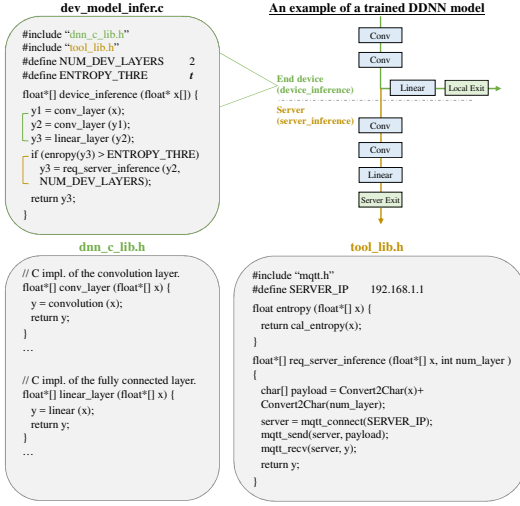 dev_model_infer.c
#include “dnn_c_lib.h”
#include “tool_lib.h”
#define NUM_DEV_LAYERS 2
#define ENTROPY_THRE t
float*[] device_inference (float* x[]) {
y1 = conv_layer (x);
y2 = conv_layer (y1);
y3 = linear_layer (y2);
if (enropy(y3) > ENTROPY_THRE)
y3 = req_server_inference (y2,
NUM_DEV_LAYERS);
return y3;
}
An example of a trained DDNN model
Conv
Conv
Linear
Local Exit
End device
(device_inference)
Server
(server_inference)
Conv
Conv
Linear
Server Exit
dnn_c_lib.h
// C impl. of the convolution layer.
float*[] conv_layer (float*[] x) {
y = convolution (x);
return y;
}
…
// C impl. of the fully connected layer.
float*[] linear_layer (float*[] x) {
y = linear (x);
return y;
}
…
tool_lib.h
#include “mqtt.h”
#define SERVER_IP 192.168.1.1
float entropy (float*[] x) {
return cal_entropy(x);
}
float*[] req_server_inference (float*[] x, int num_layer )
{
char[] payload = Convert2Char(x)+
Convert2Char(num_layer);
server = mqtt_connect(SERVER_IP);
mqtt_send(server, payload);
mqtt_recv(server, y);
return y;
}